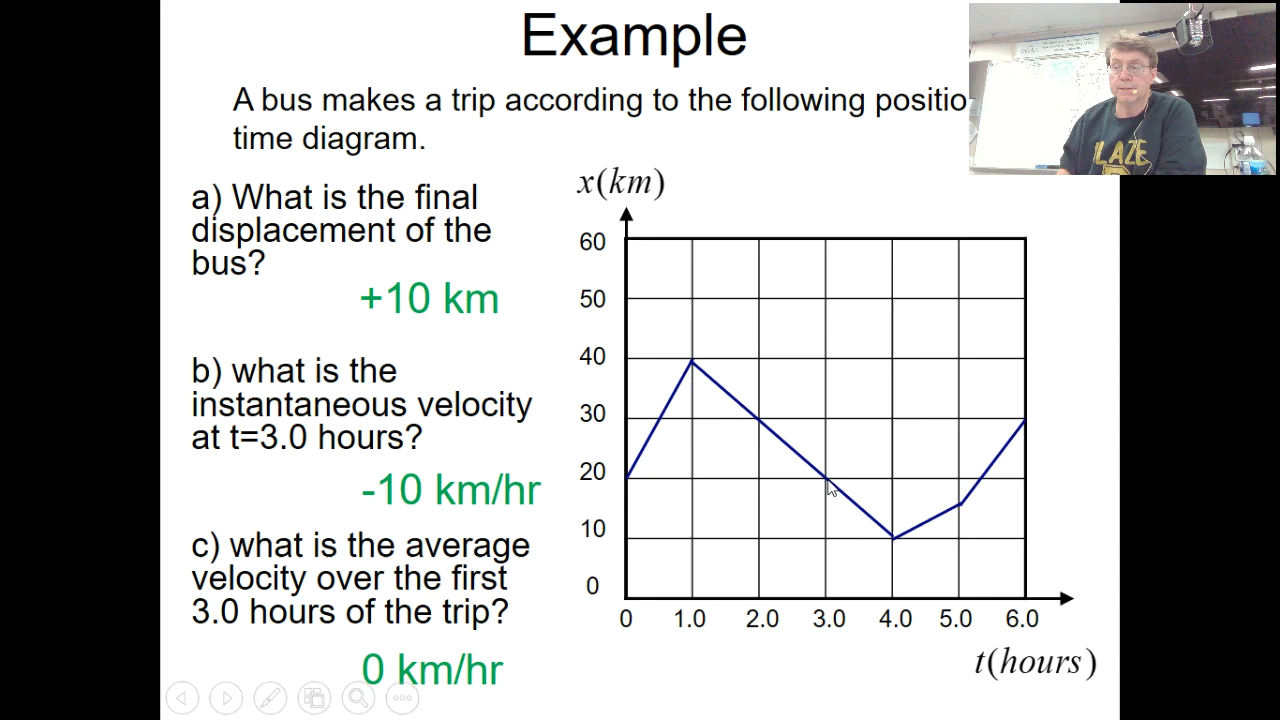 Example
A bus makes a trip according to the following positio
time diagram.
a) What is the final
displacement of the
bus?
+10 km
b) what is the
instantaneous velocity
at t=3.0 hours?
-10 km/hr
c) what is the average
velocity over the first
3.0 hours of the trip?
0 km/hr
x(km)
60
50
40
30
20
10
0
0 1.0 2.0 3.0 4.0 5.0 6.0
t(hours)
LAZE